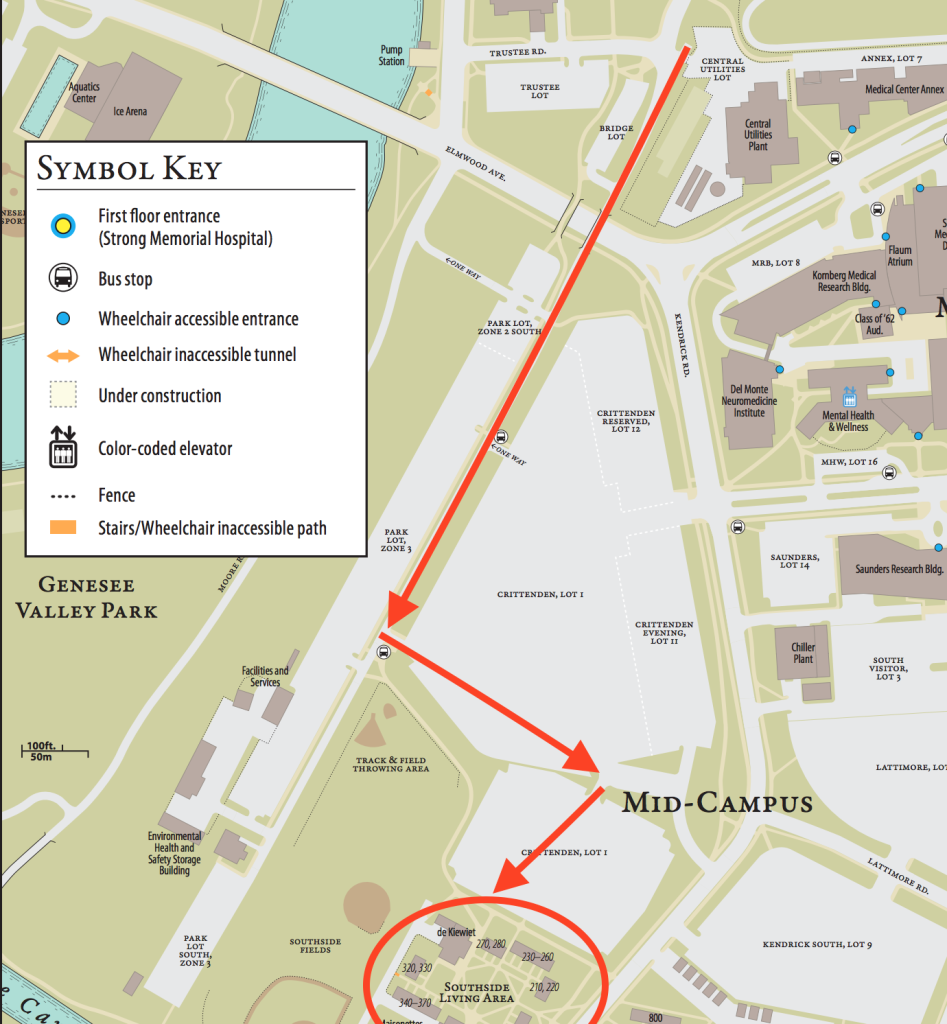 TRUSTEE RD.
Pump
Station
TRUSTEE
LOT
CENTRAL
UTILITIES
LOT
ANNEX, LOT 7
Medical Center Annex
Aquatics
Center
Ice Arena
BRIDGE
LOT
Central
Utilities
Plant
ELMWOOD AVE.
SYMBOL KEY
First floor entrance
(Strong Memorial Hospital)
Bus stop
Wheelchair accessible entrance
Wheelchair inaccessible tunnel
Under construction
Color-coded elevator
Fence
Stairs/Wheelchair inaccessible path
←ONE WAY
MRB, LOT 8
Flaum
Atrium
Kornberg Medical
Research Bldg.
Class of '62
Aud.
M
PARK LOT,
ZONE 2 SOUTH
KENDRICK RD.
Del Monte
Neuromedicine
Institute
Mental Health
& Wellness
CRITTENDEN
RESERVED,
LOT 12
←ONE WAY
MHW, LOT 16
PARK
LOT,
ZONE 3
SAUNDERS,
LOT 14
Saunders Research Bldg.
GENESEE
VALLEY PARK
MOORE R
CRITTENDEN, LOT 1
CRITTENDEN
EVENING,
LOT 11
Chiller
Plant
SOUTH
VISITOR,
LOT 3
Facilities and
Services
100ft.
50m
TRACK & FIELD
THROWING AREA
LATTIMORE, LOT
MID-CAMPUS
Environmental
Health and
Safety Storage
Building
CRITTENDEN, LOT 1
LATTIMORE RD.
PARK
LOT
SOUTH,
ZONE 3
SOUTHSIDE
FIELDS
de Kiewiet
270, 280
230–260
KENDRICK SOUTH, LOT 9
320, 330
SOUTHSIDE
LIVING AREA
210, 220
340–370
Maisonettes
800